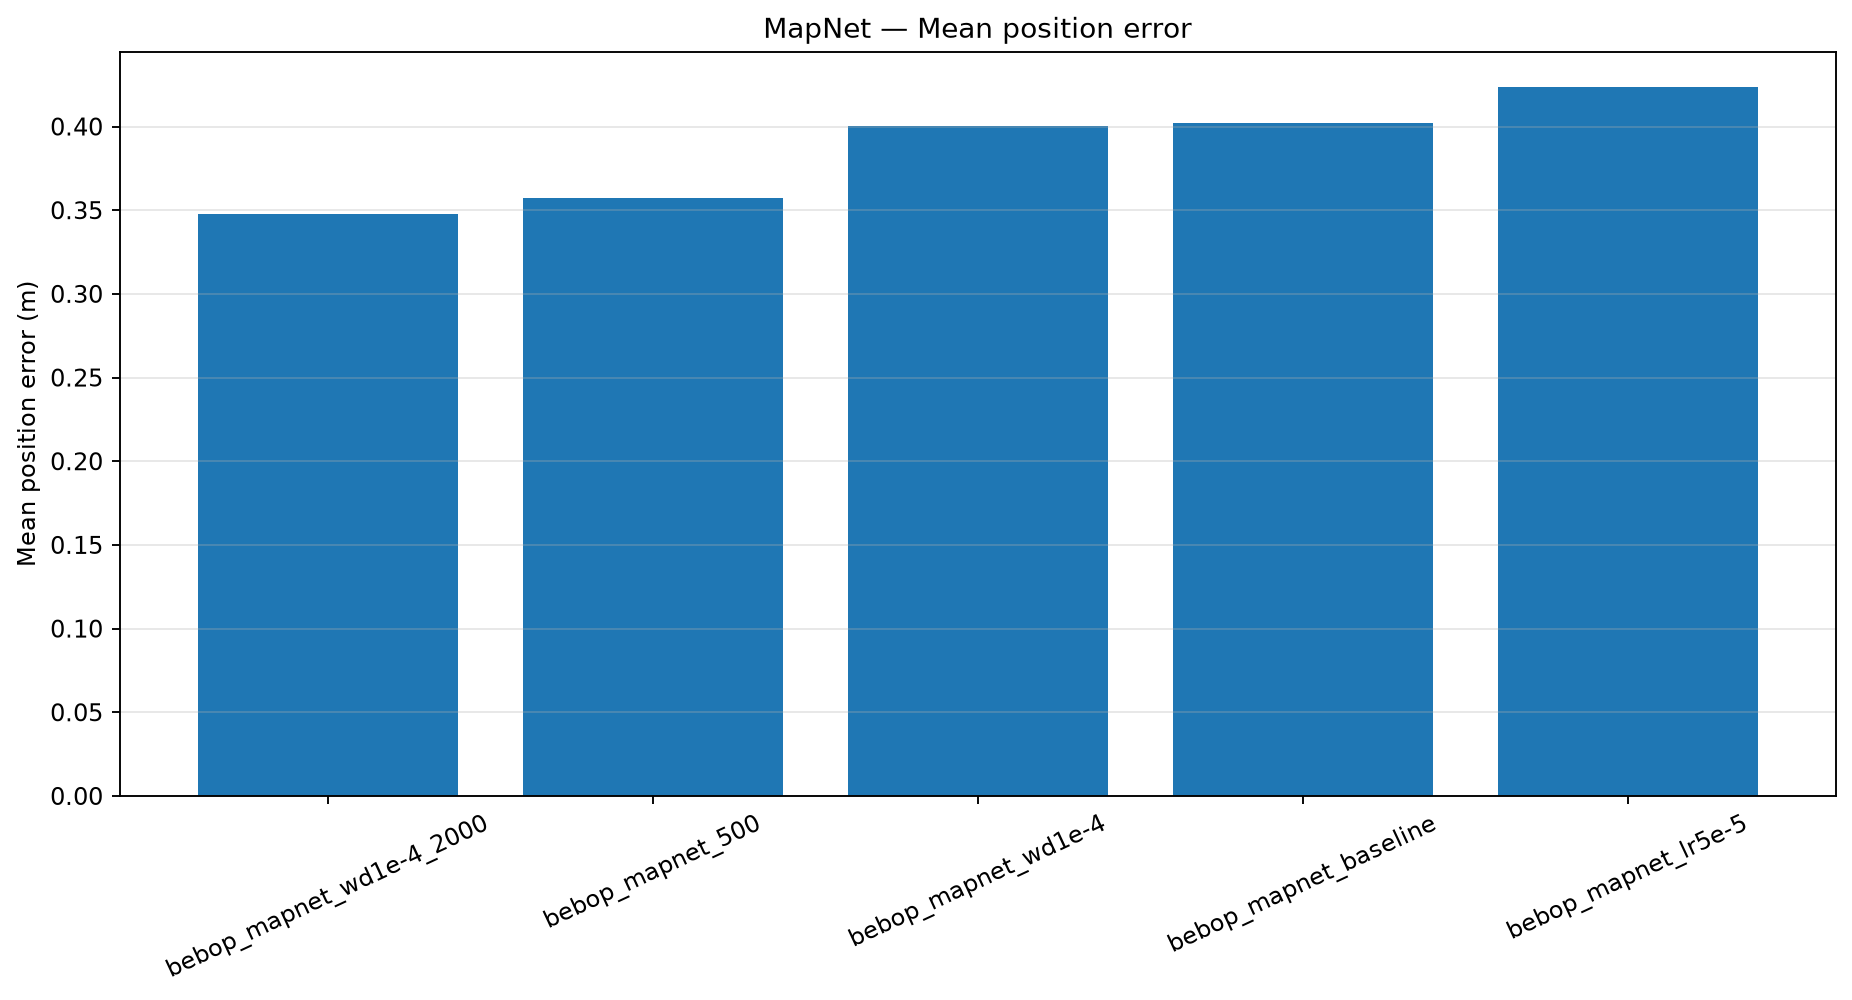 MapNet — Mean position error
Mean position error (m)
0.40
0.35
0.30
0.25
0.20
0.15
0.10
0.05
0.00
bebop_mapnet_wd1e-4_2000
bebop_mapnet_500
bebop_mapnet_wd1e-4
bebop_mapnet_baseline
bebop_mapnet_lr5e-5